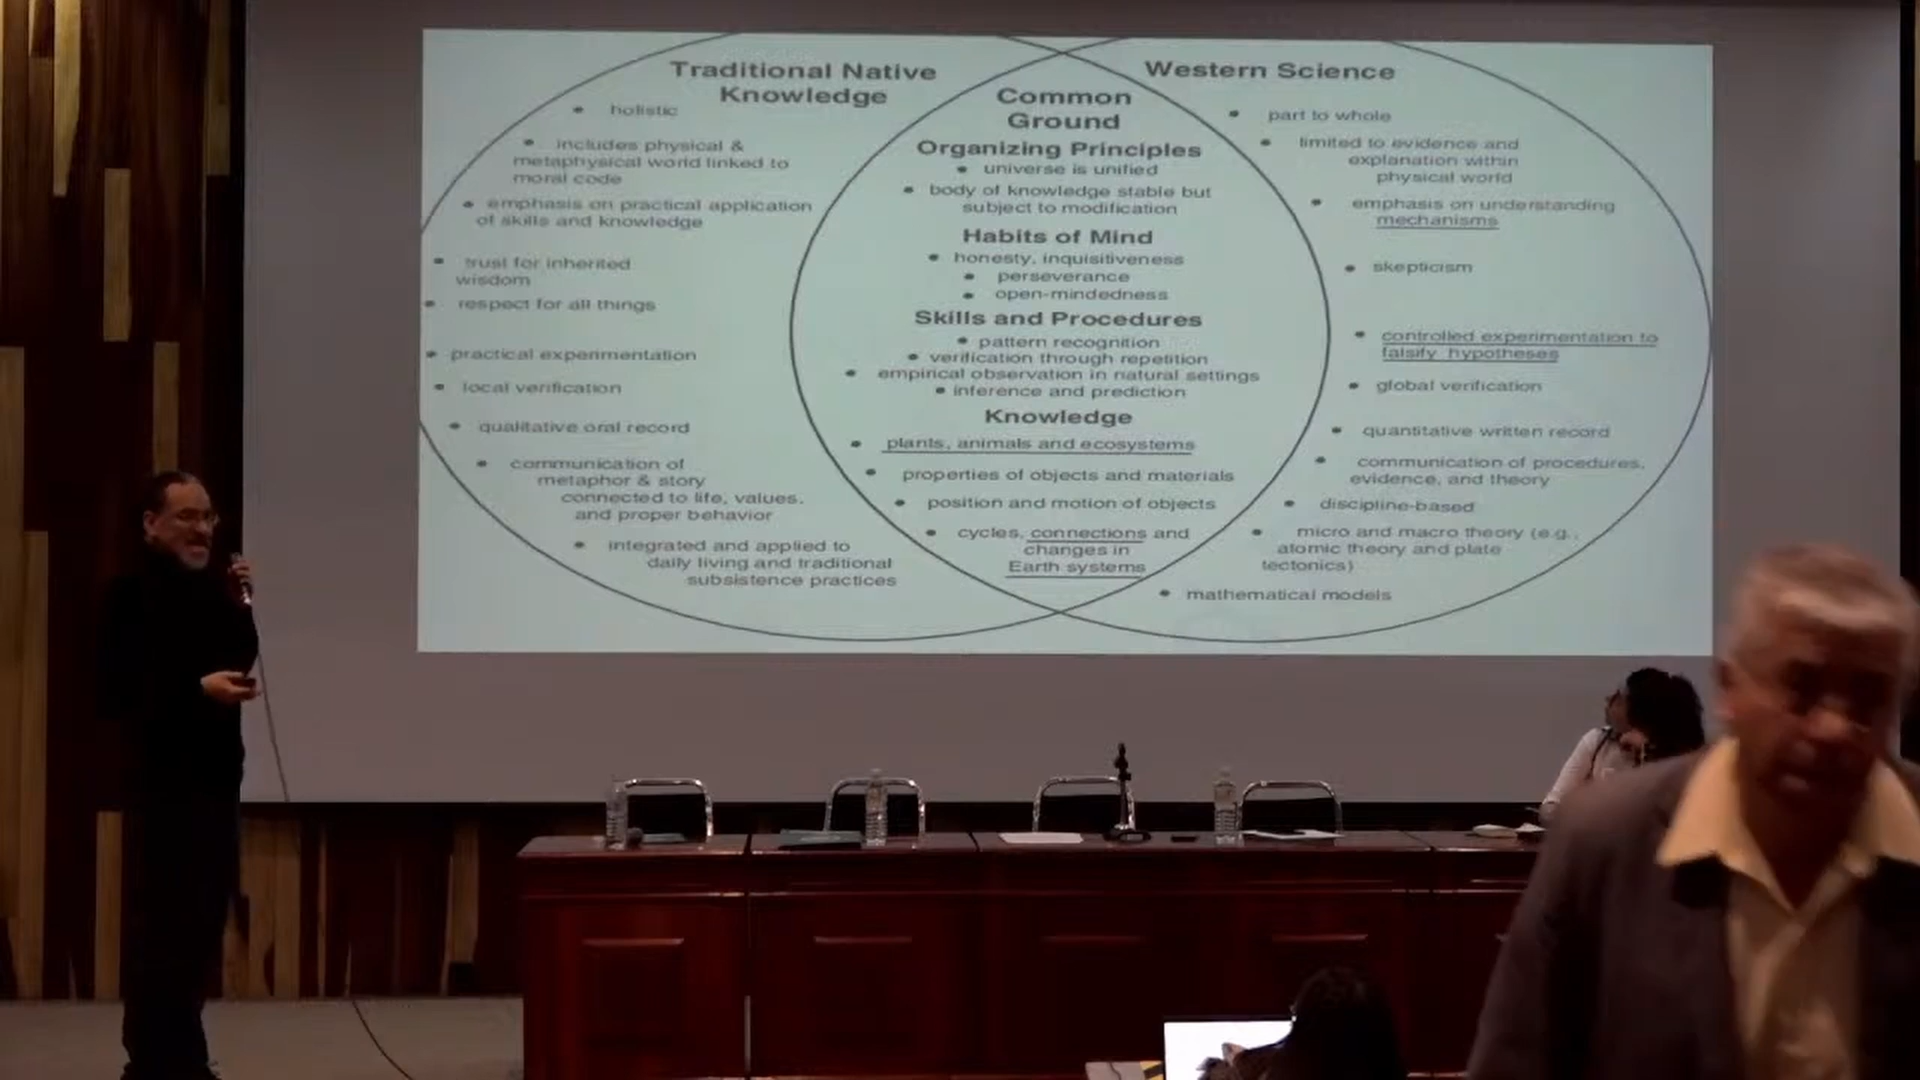 Traditional Native
Knowledge
• holistic
• includes physical &
metaphysical world linked to
moral code
• emphasis on practical application
of skills and knowledge
• trust for inherited
wisdom
• respect for all things
• practical experimentation
• local verification
• qualitative oral record
• communication of
metaphor & story
connected to life, values,
and proper behavior
• integrated and applied to
daily living and traditional
subsistence practices
Common
Ground
Organizing Principles
• universe is unified
• body of knowledge stable but
subject to modification
Habits of Mind
• honesty, inquisitiveness
• perseverance
• open-mindedness
Skills and Procedures
• pattern recognition
• verification through repetition
• empirical observation in natural settings
• inference and prediction
Knowledge
• plants, animals and ecosystems
• properties of objects and materials
• position and motion of objects
• cycles, connections and
changes in
Earth systems
Western Science
• part to whole
• limited to evidence and
explanation within
physical world
• emphasis on understanding
mechanisms
• skepticism
• controlled experimentation to
falsify hypotheses
• global verification
• quantitative written record
• communication of procedures,
evidence, and theory
• discipline-based
• micro and macro theory (e.g.,
atomic theory and plate
tectonics)
• mathematical models